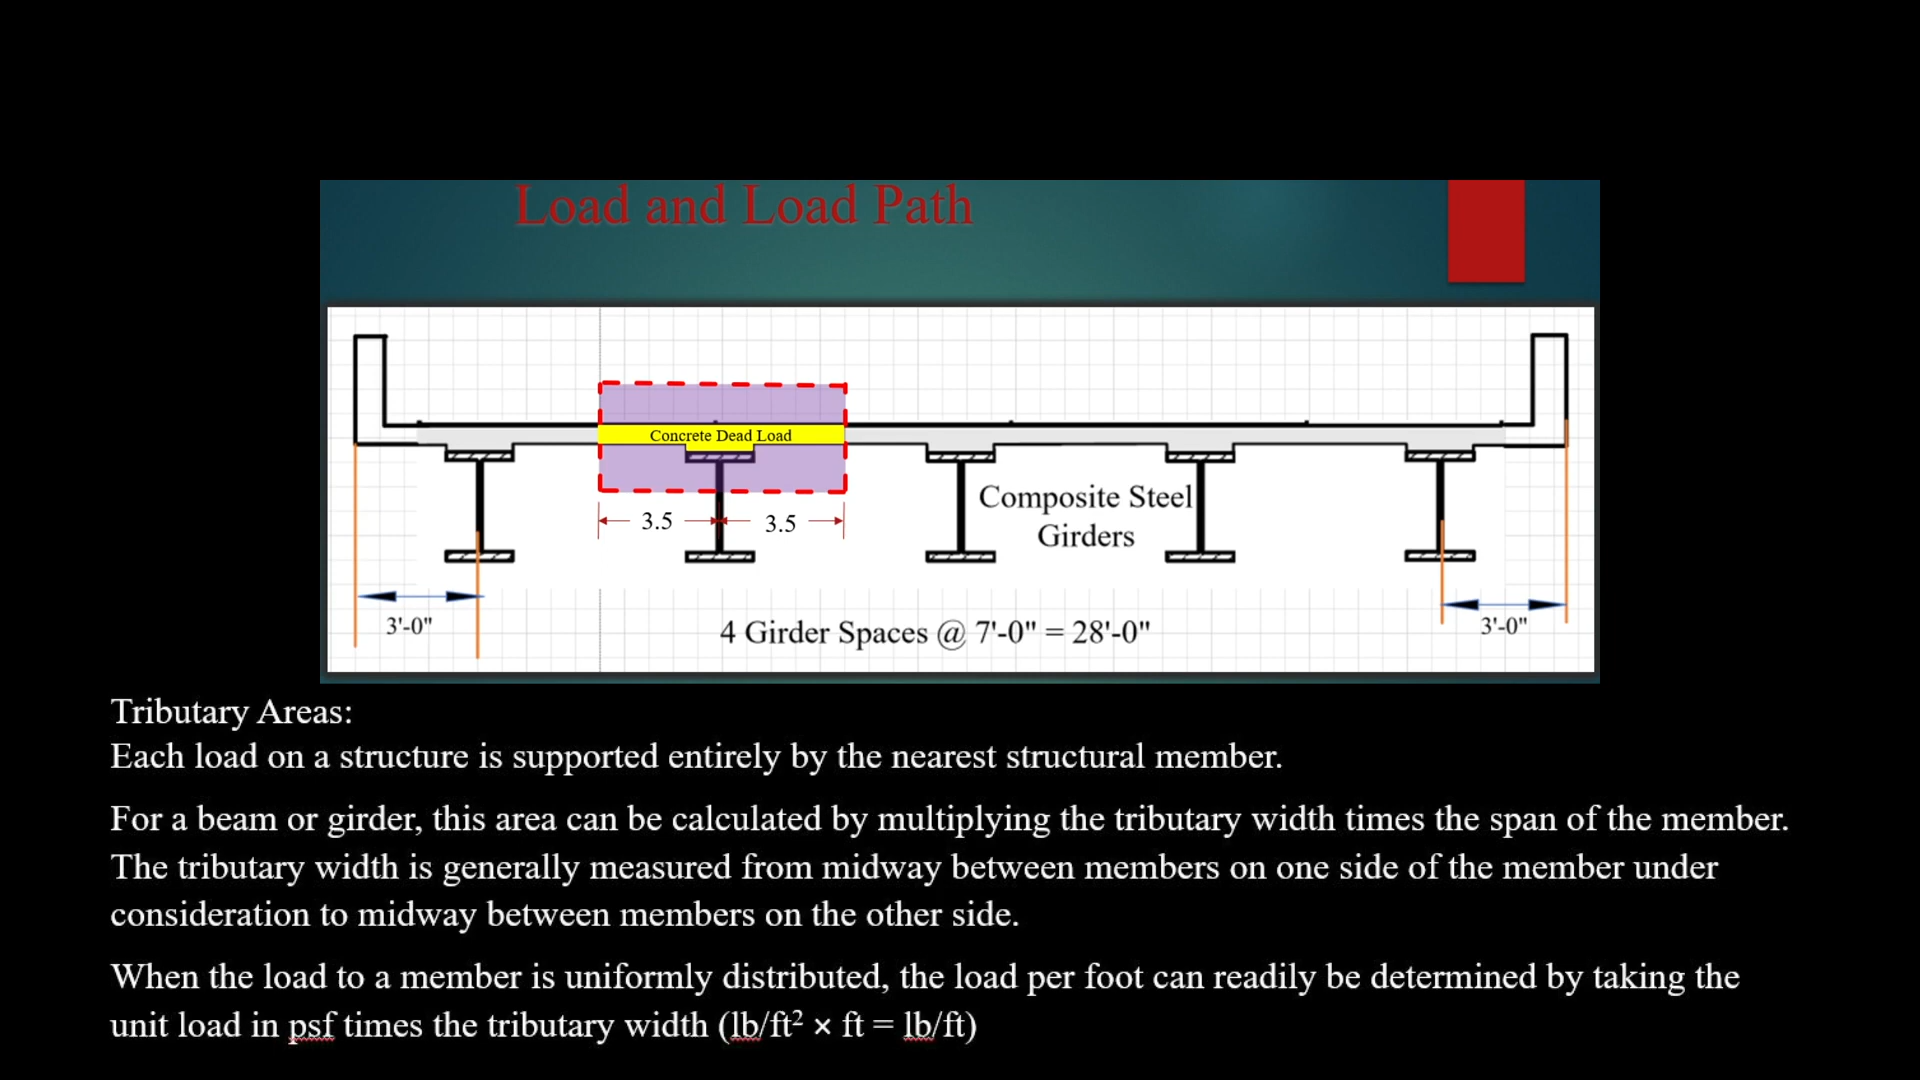 Load and Load Path
Concrete Dead Load
3.5
3.5
Composite Steel
Girders
3'-0"
4 Girder Spaces @ 7'-0" = 28'-0"
3'-0"
Tributary Areas:
Each load on a structure is supported entirely by the nearest structural member.
For a beam or girder, this area can be calculated by multiplying the tributary width times the span of the member.
The tributary width is generally measured from midway between members on one side of the member under
consideration to midway between members on the other side.
When the load to a member is uniformly distributed, the load per foot can readily be determined by taking the
unit load in psf times the tributary width (lb/ft² × ft = lb/ft)